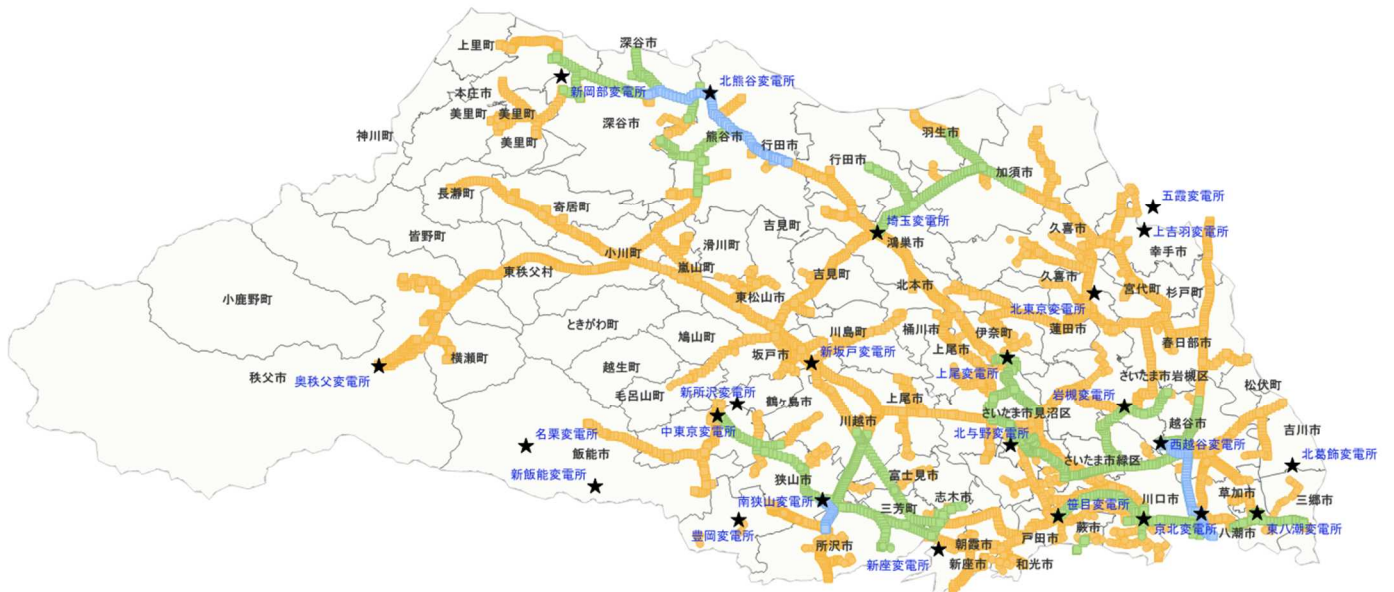 上里町
深谷市
北熊谷変電所
新岡部変電所
本庄市
美里町
美里町
深谷市
神川町
美里町
熊谷市
行田市
行田市
羽生市
加須市
長瀞町
寄居町
五霞変電所
埼玉変電所
上吉羽変電所
皆野町
吉見町
滑川町
鴻巣市
久喜市
幸手市
小川町
嵐山町
東秩父村
吉見町
久喜市
北本市
宮代町
杉戸町
小鹿野町
東松山市
北東京変電所
ときがわ町
鳩山町
川島町
桶川市
伊奈町
蓮田市
春日部市
横瀬町
坂戸市
新坂戸変電所
上尾市
越生町
秩父市
奥秩父変電所
上尾変電所
さいたま市岩槻区
松伏町
毛呂山町
新所沢変電所
鶴ヶ島市
上尾市
岩槻変電所
中東京変電所
川越市
さいたま市見沼区
越谷市
吉川市
名栗変電所
北与野変電所
西越谷変電所
飯能市
さいたま市緑区
北葛飾変電所
新飯能変電所
狭山市
富士見市
南狭山変電所
志木市
川口市
草加市
三郷市
三芳町
笹目変電所
豊岡変電所
蕨市
京北変電所
八潮市
東八潮変電所
所沢市
朝霞市
戸田市
新座変電所
新座市
和光市